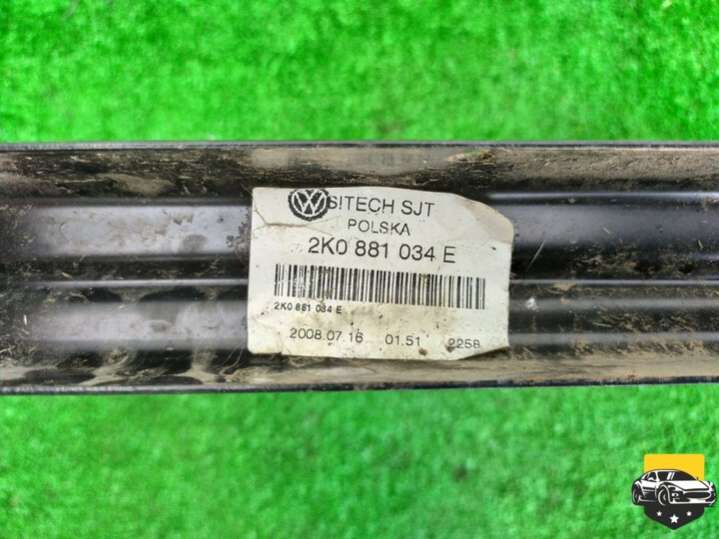 SITECH SJT
POLSKA
2K0 881 034 E
2K0 881 034 E
2008.07.16 01.51 2258